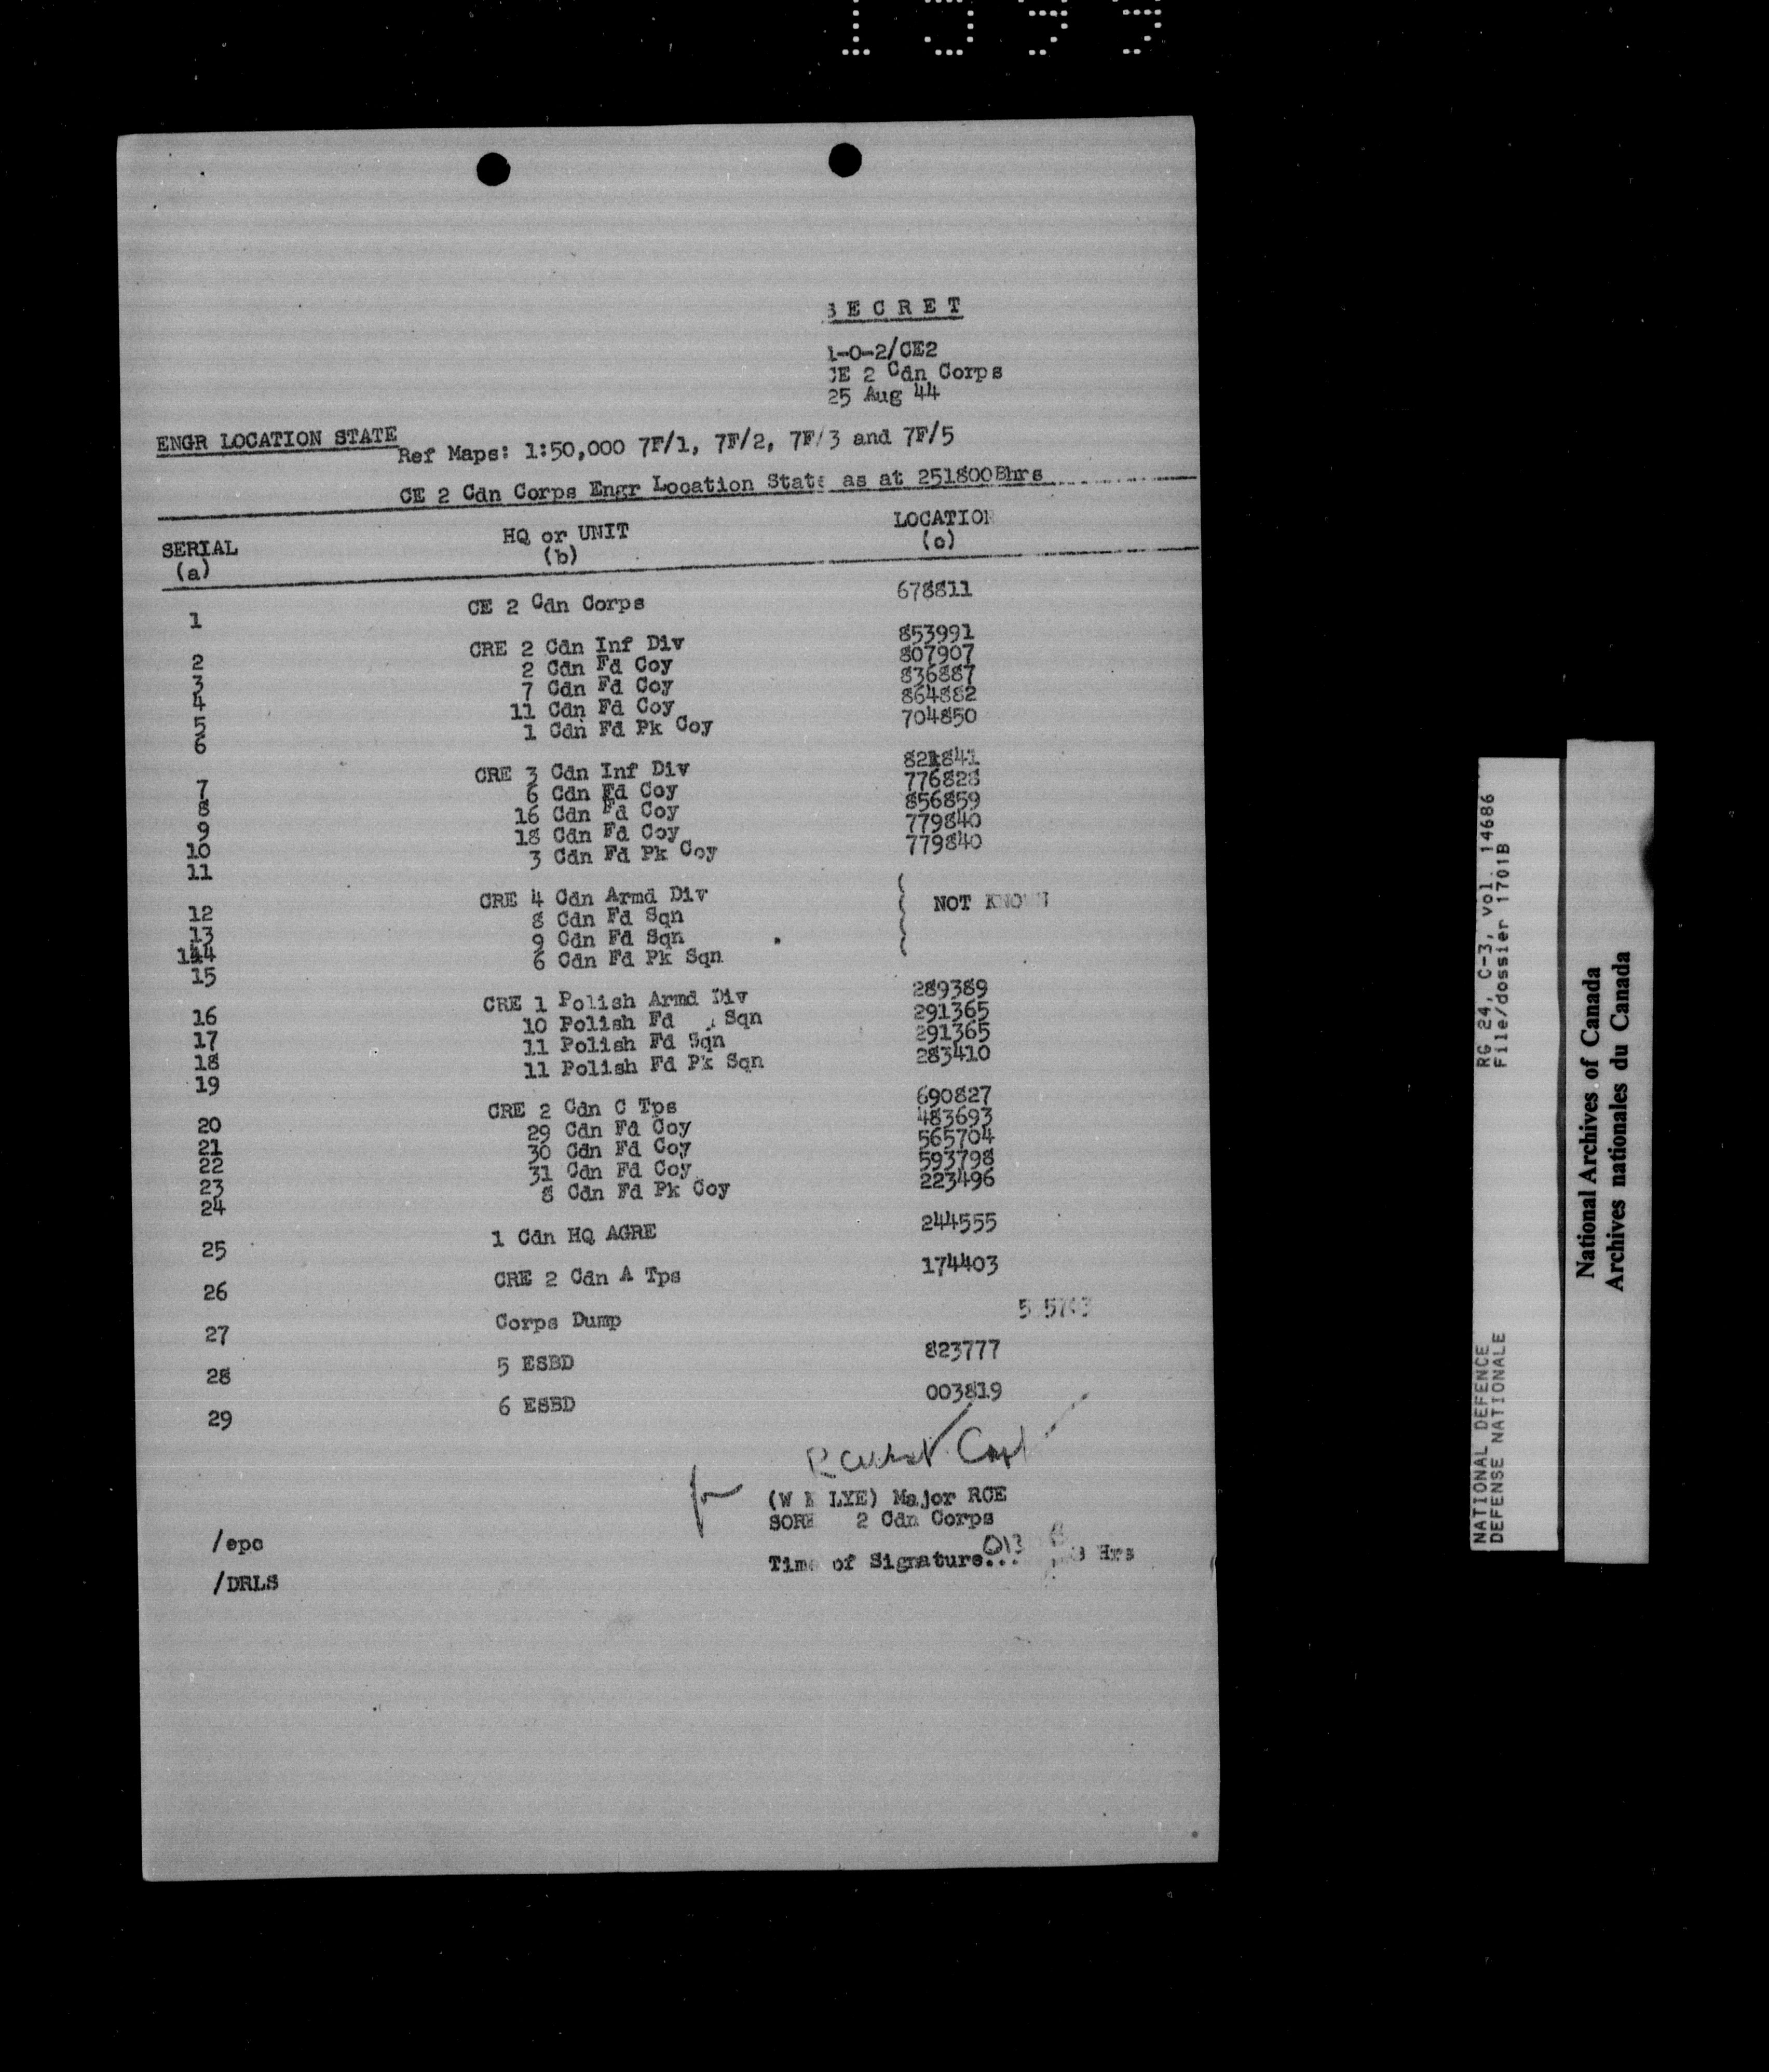 SECRET
1-0-2/CE2
CE 2 Cdn Corps
25 Aug 44
ENGR LOCATION STATE
Ref Maps: 1:50,000 7F/1, 7F/2, 7F/3 and 7F/5
CE 2 Cdn Corps Engr Location State as at 251800Bhrs
SERIAL HQ or UNIT LOCATION
(a) (b) (c)
1 CE 2 Cdn Corps 678811
2 CRE 2 Cdn Inf Div 853991
3 2 Cdn Fd Coy 807907
4 7 Cdn Fd Coy 836887
5 11 Cdn Fd Coy 864882
6 1 Cdn Fd Pk Coy 704850
7 CRE 3 Cdn Inf Div 821841
8 6 Cdn Fd Coy 776828
9 16 Cdn Fd Coy 856859
10 18 Cdn Fd Coy 779840
11 3 Cdn Fd Pk Coy 779840
12 CRE 4 Cdn Armd Div NOT KNOWN
13 8 Cdn Fd Sqn
14 9 Cdn Fd Sqn
15 6 Cdn Fd Pk Sqn
16 CRE 1 Polish Armd Div 289389
17 10 Polish Fd Sqn 291365
18 11 Polish Fd Sqn 291365
19 11 Polish Fd Pk Sqn 283410
20 CRE 2 Cdn C Tps 690827
21 29 Cdn Fd Coy 483693
22 30 Cdn Fd Coy 565704
23 31 Cdn Fd Coy 593798
24 8 Cdn Fd Pk Coy 223496
25 1 Cdn HQ AGRE 244555
26 CRE 2 Cdn A Tps 174403
27 Corps Dump
28 5 ESBD 823777
29 6 ESBD 003819
Capt
for
(W LYE) Major RCE
SORE 2 Cdn Corps
Time of Signature... Hrs
/epc
/DRLS
NATIONAL DEFENCE RG 24, C-3, vol. 14686
DEFENSE NATIONALE File/dossier 1701B
National Archives of Canada
Archives nationales du Canada